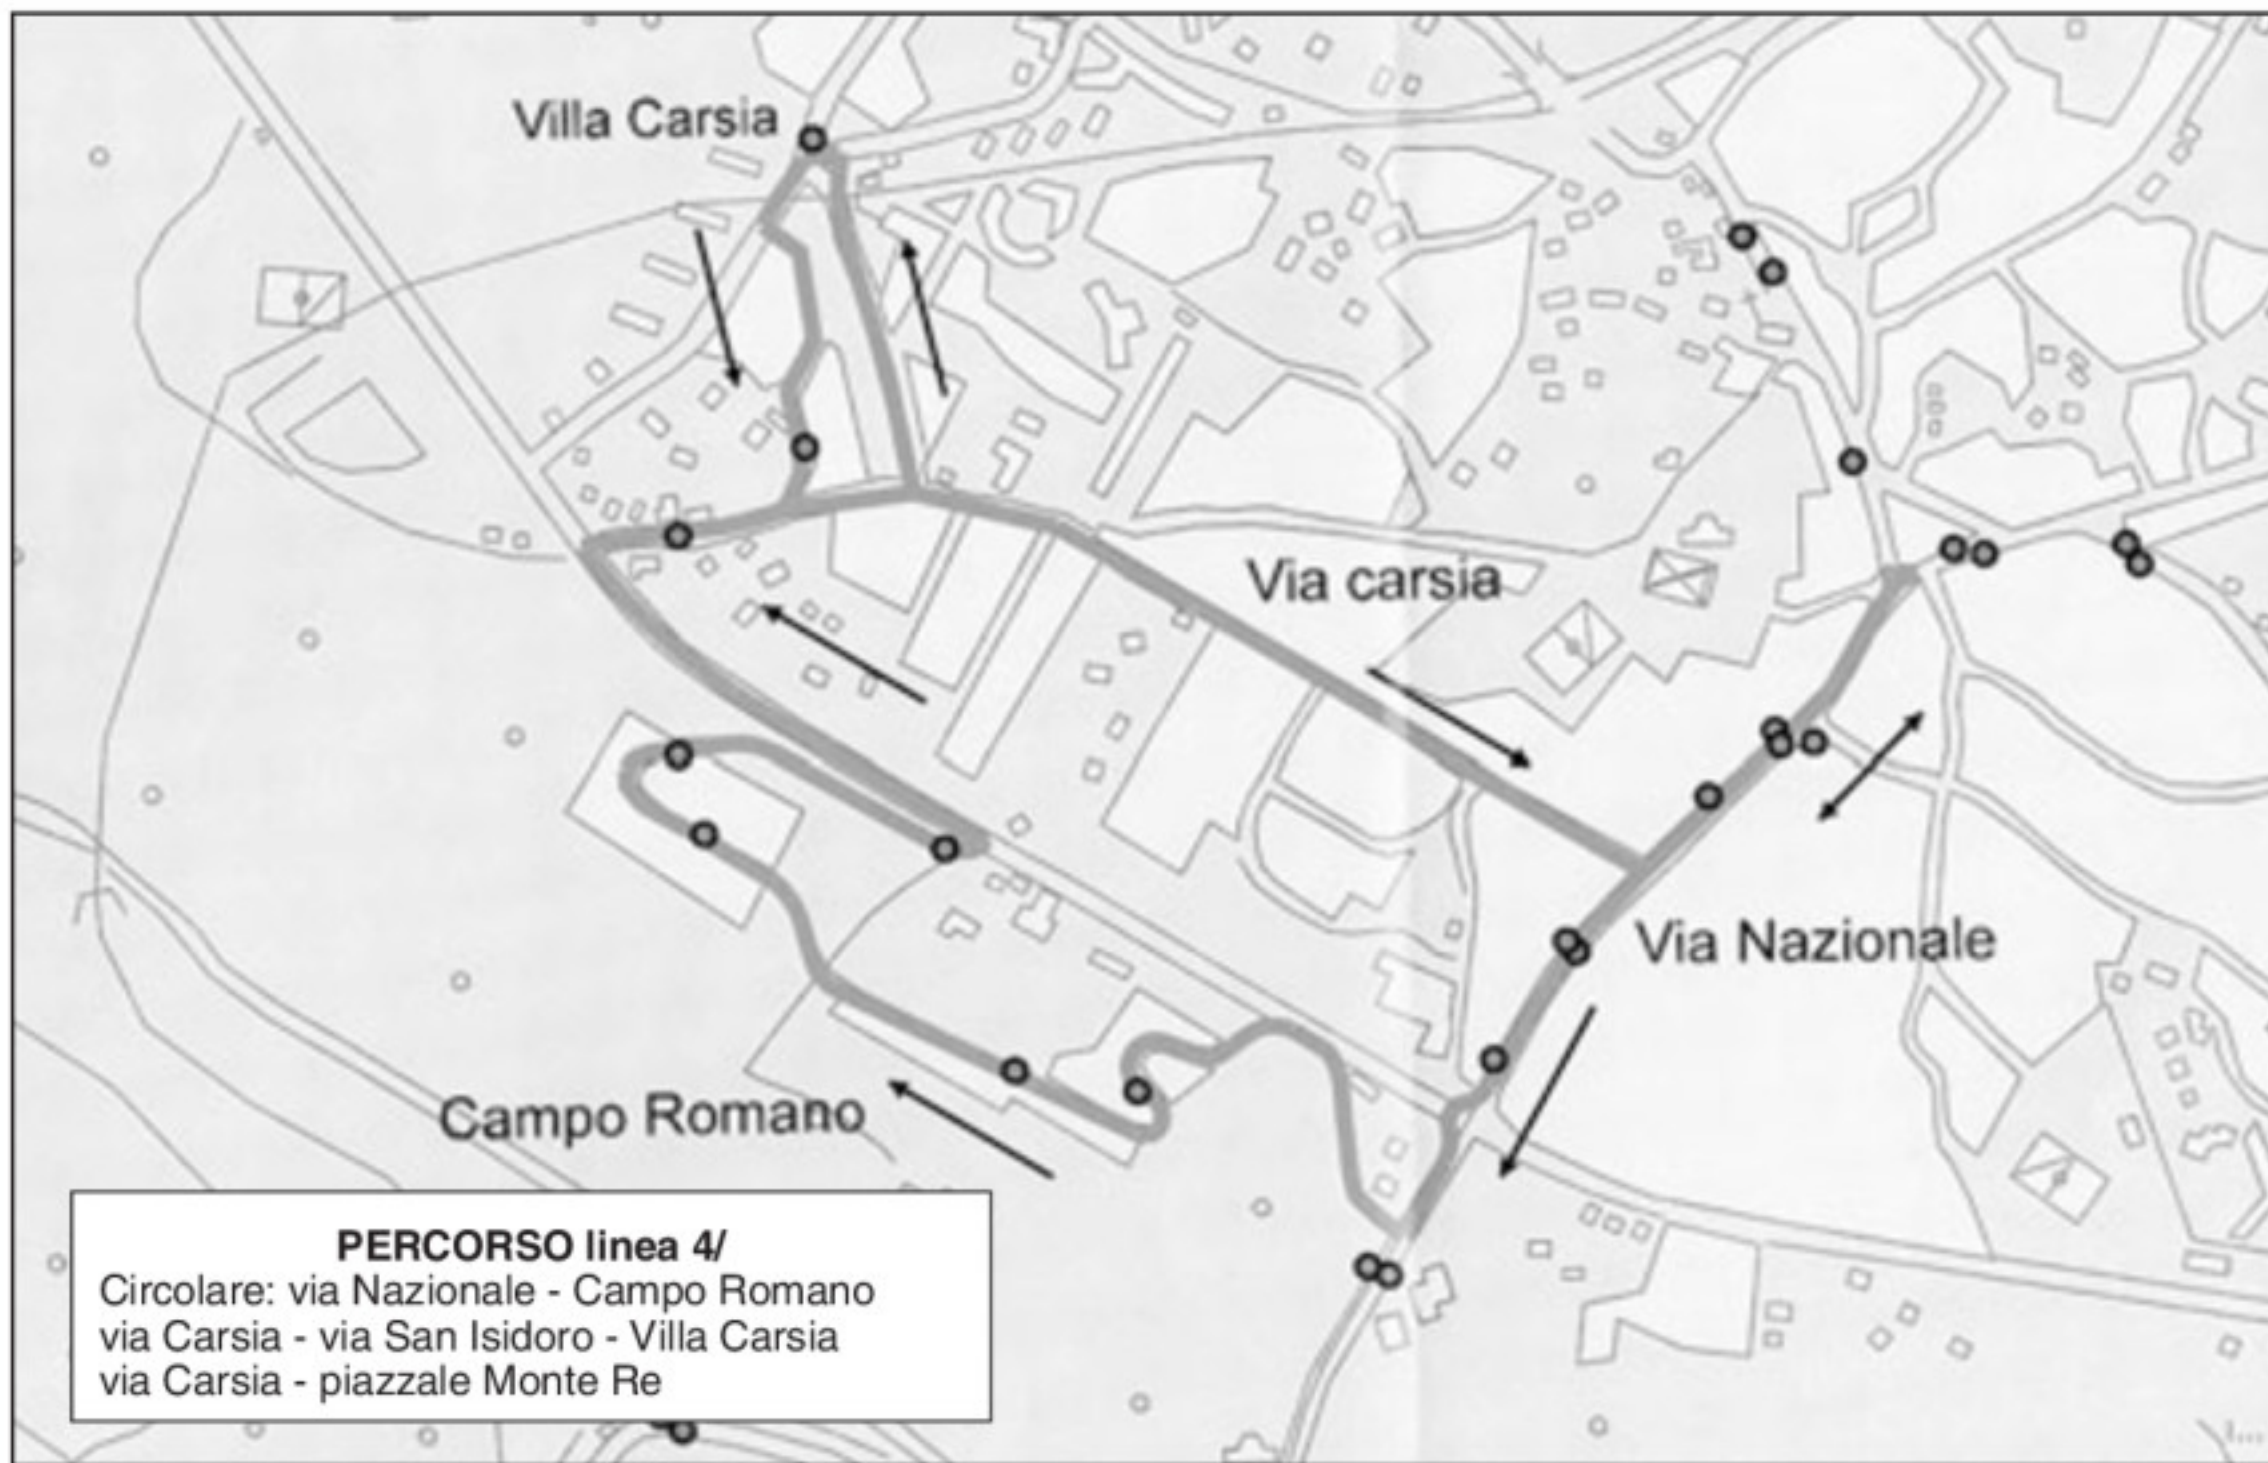 Villa Carsia
Via carsia
Via Nazionale
Campo Romano
PERCORSO linea 4/
Circolare: via Nazionale - Campo Romano
via Carsia - via San Isidoro - Villa Carsia
via Carsia - piazzale Monte Re